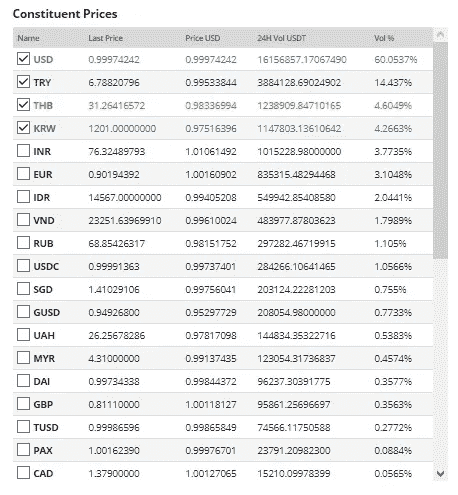 Constituent Prices
Name Last Price Price USD 24H Vol USDT Vol %
USD 0.99974242 0.99974242 16156857.17067490 60.0537%
TRY 6.78820796 0.99533844 3884128.69024902 14.437%
THB 31.26416572 0.98336994 1238909.84710165 4.6049%
KRW 1201.00000000 0.97516396 1147803.13610642 4.2663%
INR 76.32489793 1.01061492 1015228.98000000 3.7735%
EUR 0.90194392 1.00160902 835315.48294468 3.1048%
IDR 14567.00000000 0.99405208 549942.85408580 2.0441%
VND 23251.63969910 0.99610024 483977.87803623 1.7989%
RUB 68.85426317 0.98151752 297282.46719915 1.105%
USDC 0.99991363 0.99737401 284266.10641465 1.0566%
SGD 1.41029106 0.99756041 203124.22281203 0.755%
GUSD 0.94926800 0.95297729 208054.98000000 0.7733%
UAH 26.25678286 0.97817098 144834.35322716 0.5383%
MYR 4.31000000 0.99137435 123054.31736837 0.4574%
DAI 0.99734338 0.99844372 96237.30391775 0.3577%
GBP 0.81110000 1.00118127 95861.25696697 0.3563%
TUSD 0.99986596 0.99865849 74566.11750588 0.2772%
PAX 1.00162390 0.99976701 23791.20982300 0.0884%
CAD 1.37900000 1.00127065 15210.09978399 0.0565%